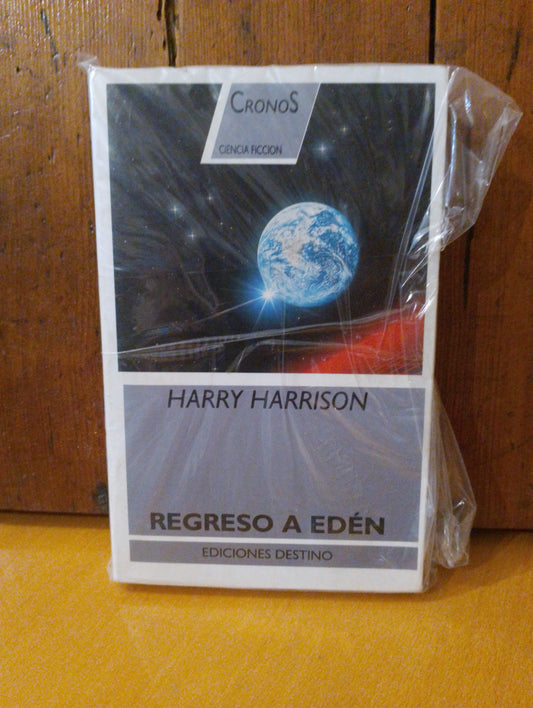 CRONOS
CIENCIA FICCION
HARRY HARRISON
REGRESO A EDÉN
EDICIONES DESTINO